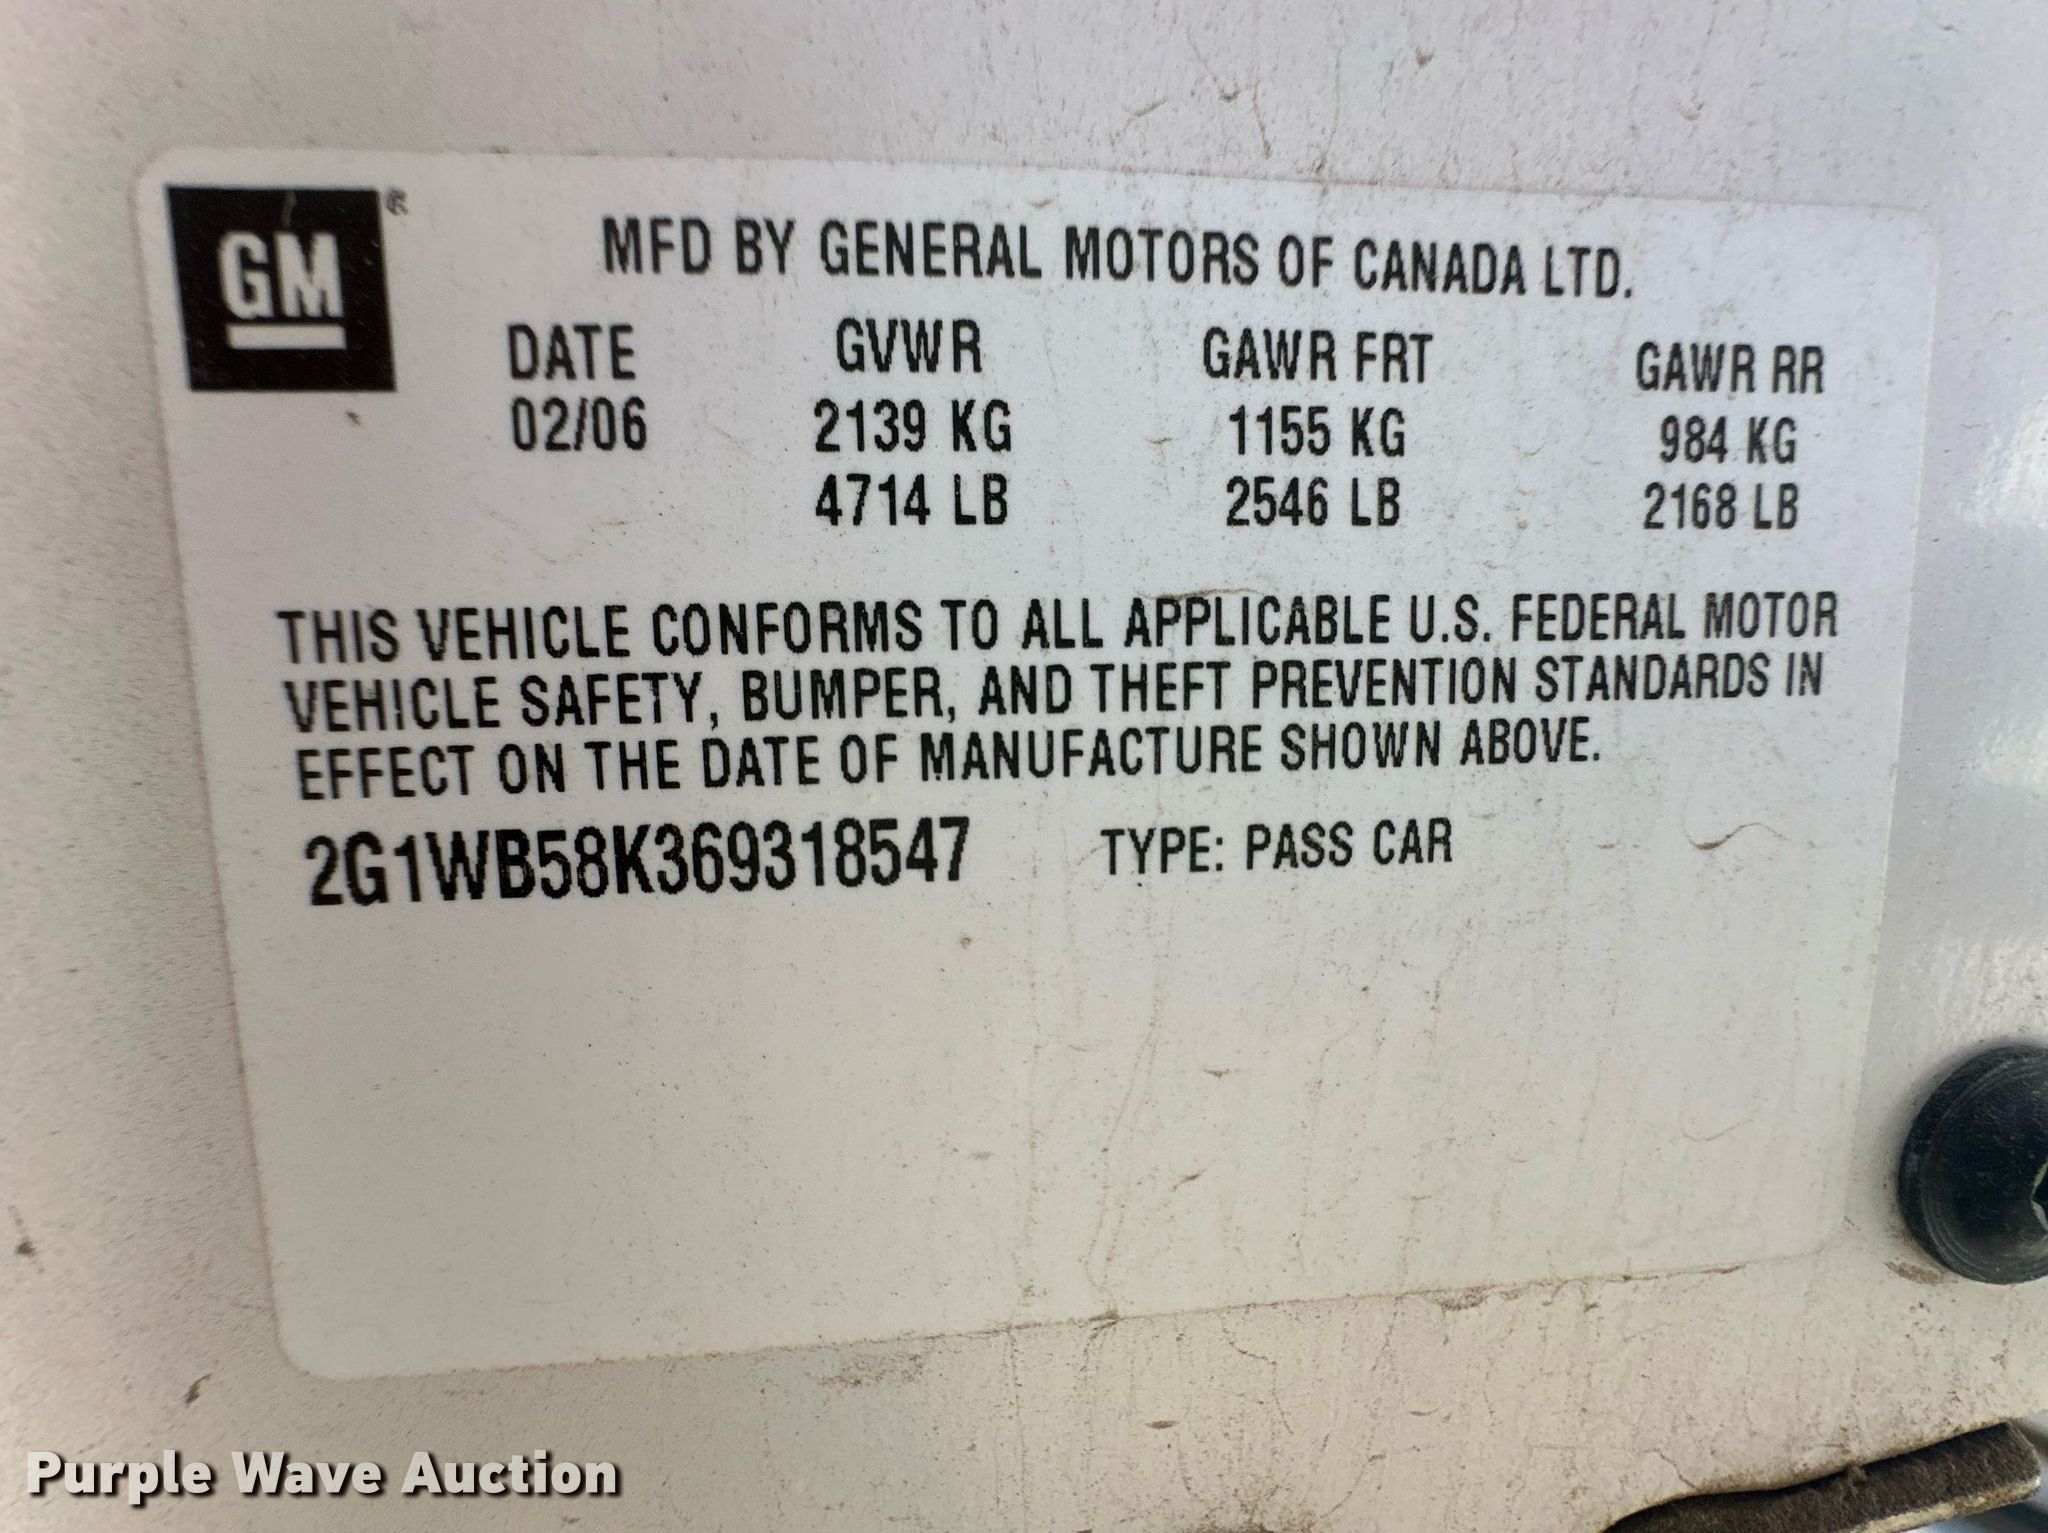 GM®
MFD BY GENERAL MOTORS OF CANADA LTD.
DATE GVWR GAWR FRT GAWR RR
02/06 2139 KG 1155 KG 984 KG
4714 LB 2546 LB 2168 LB
THIS VEHICLE CONFORMS TO ALL APPLICABLE U.S. FEDERAL MOTOR
VEHICLE SAFETY, BUMPER, AND THEFT PREVENTION STANDARDS IN
EFFECT ON THE DATE OF MANUFACTURE SHOWN ABOVE.
2G1WB58K369318547 TYPE: PASS CAR
Purple Wave Auction